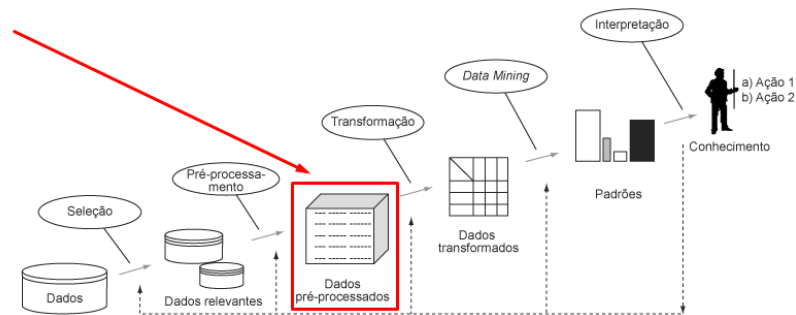 Interpretação
a) Ação 1
b) Ação 2
Conhecimento
Data Mining
Padrões
Transformação
Dados
transformados
Pré-processa-
mento
Dados
pré-processados
Seleção
Dados relevantes
Dados